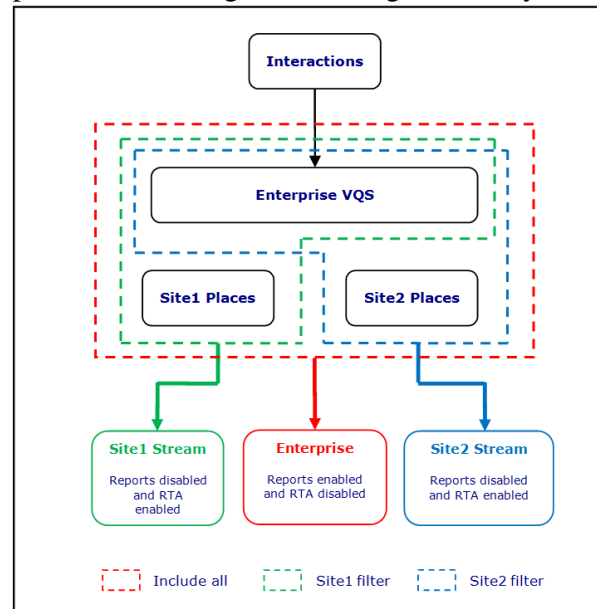 Interactions
Enterprise VQS
Site1 Places
Site2 Places
Site1 Stream
Reports disabled
and RTA
enabled
Enterprise
Reports enabled
and RTA disabled
Site2 Stream
Reports disabled
and RTA enabled
Include all
Site1 filter
Site2 filter